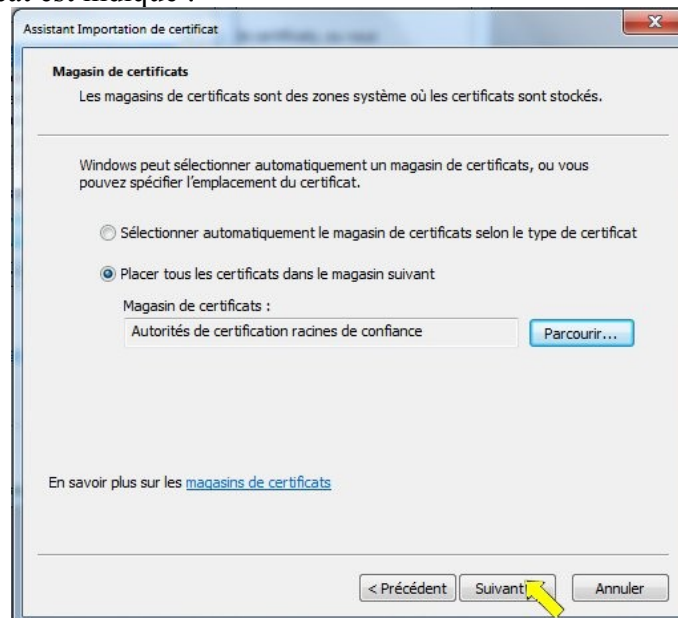 est indiqué :
Assistant Importation de certificat
Magasin de certificats
Les magasins de certificats sont des zones système où les certificats sont stockés.
Windows peut sélectionner automatiquement un magasin de certificats, ou vous
pouvez spécifier l'emplacement du certificat.
Sélectionner automatiquement le magasin de certificats selon le type de certificat
Placer tous les certificats dans le magasin suivant
Magasin de certificats :
Autorités de certification racines de confiance
Parcourir...
En savoir plus sur les magasins de certificats
< Précédent
Suivant
Annuler